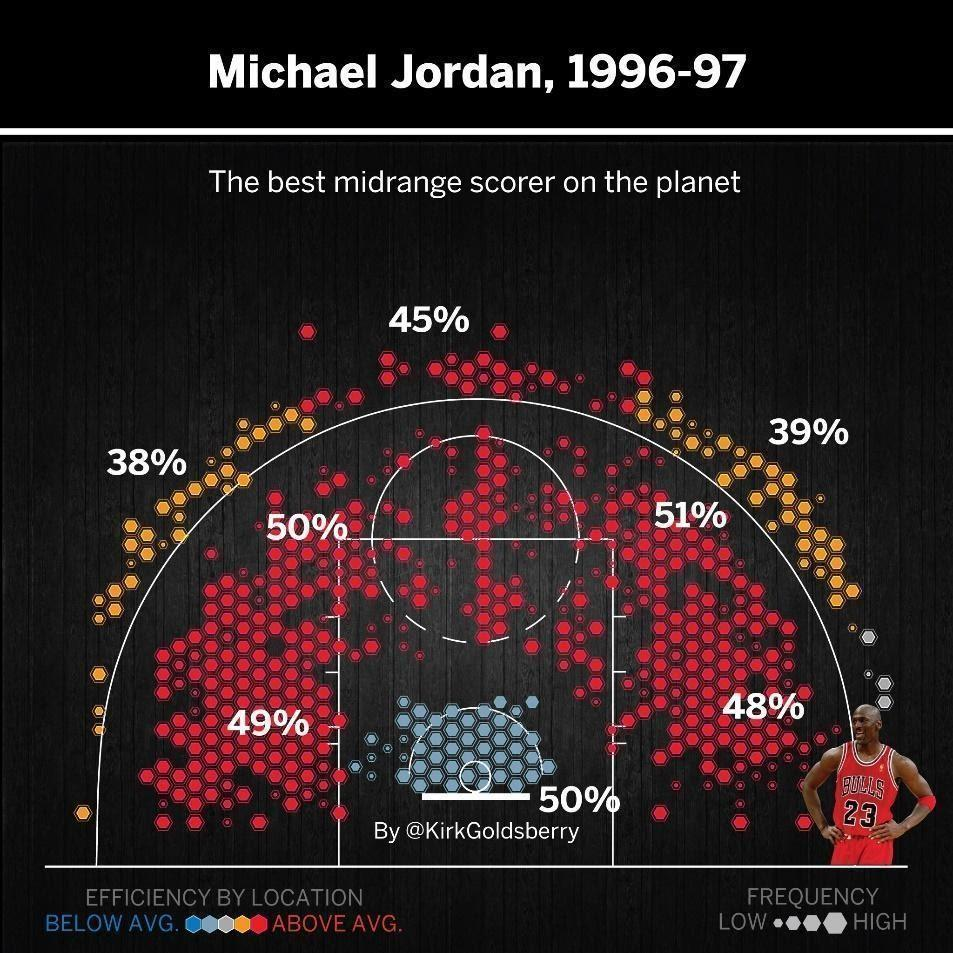 Michael Jordan, 1996-97
The best midrange scorer on the planet
45%
39%
38%
51%
50%
48%
49%
BULLS
23
50%
By @KirkGoldsberry
EFFICIENCY BY LOCATION
BELOW AVG. ABOVE AVG.
FREQUENCY
LOW HIGH